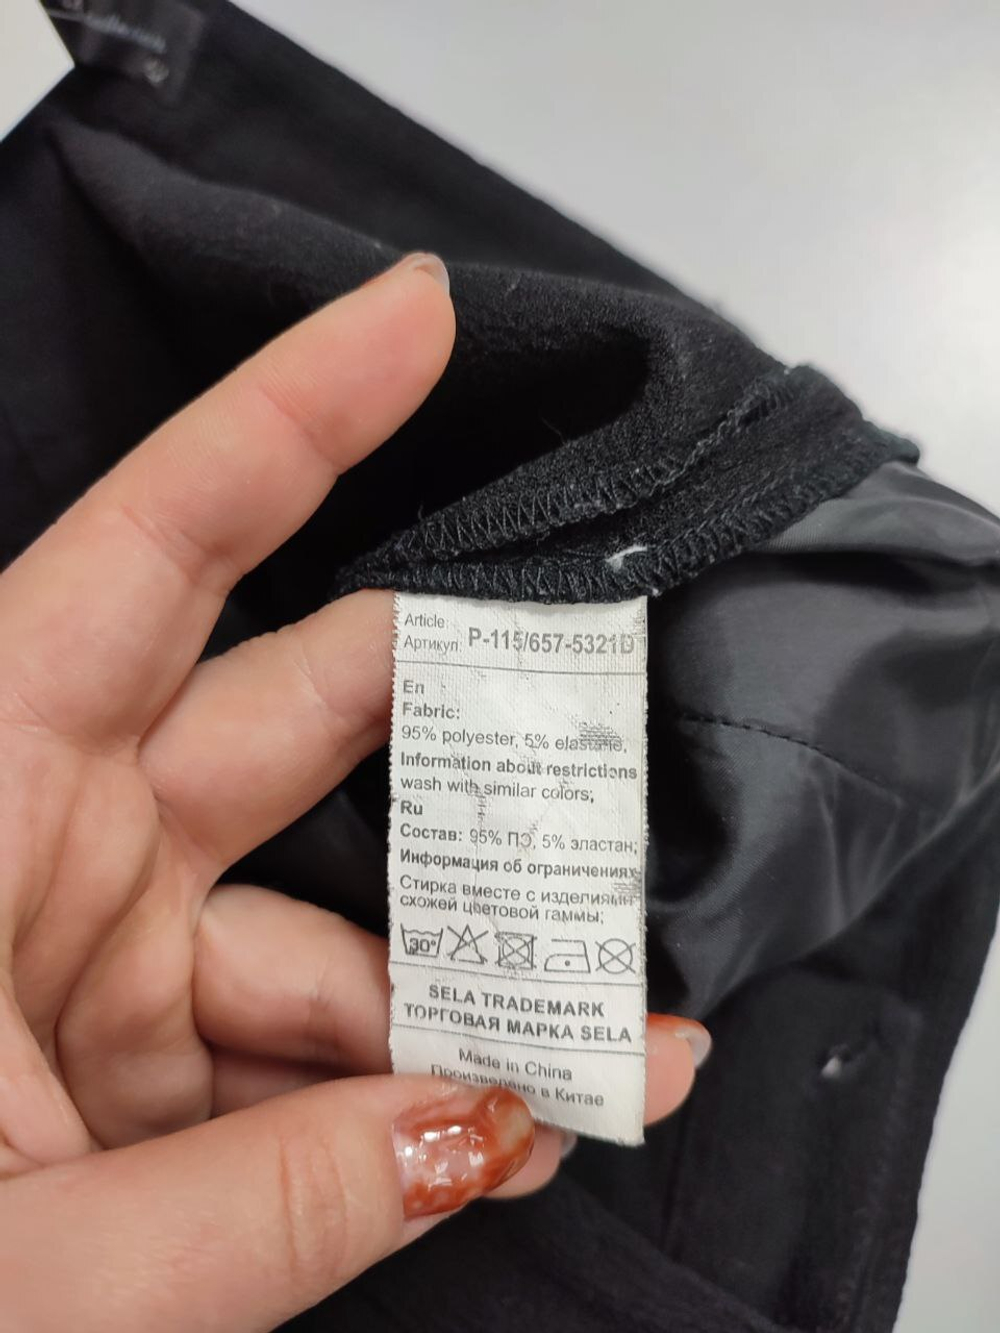 Article:
Артикул: P-115/657-5321D
En
Fabric:
95% polyester, 5% elastane,
Information about restrictions
wash with similar colors;
Ru
Состав: 95% ПЭ, 5% эластан;
Информация об ограничениях:
Стирка вместе с изделиями
схожей цветовой гаммы;
30°
SELA TRADEMARK
ТОРГОВАЯ МАРКА SELA
Made in China
Произведено в Китае